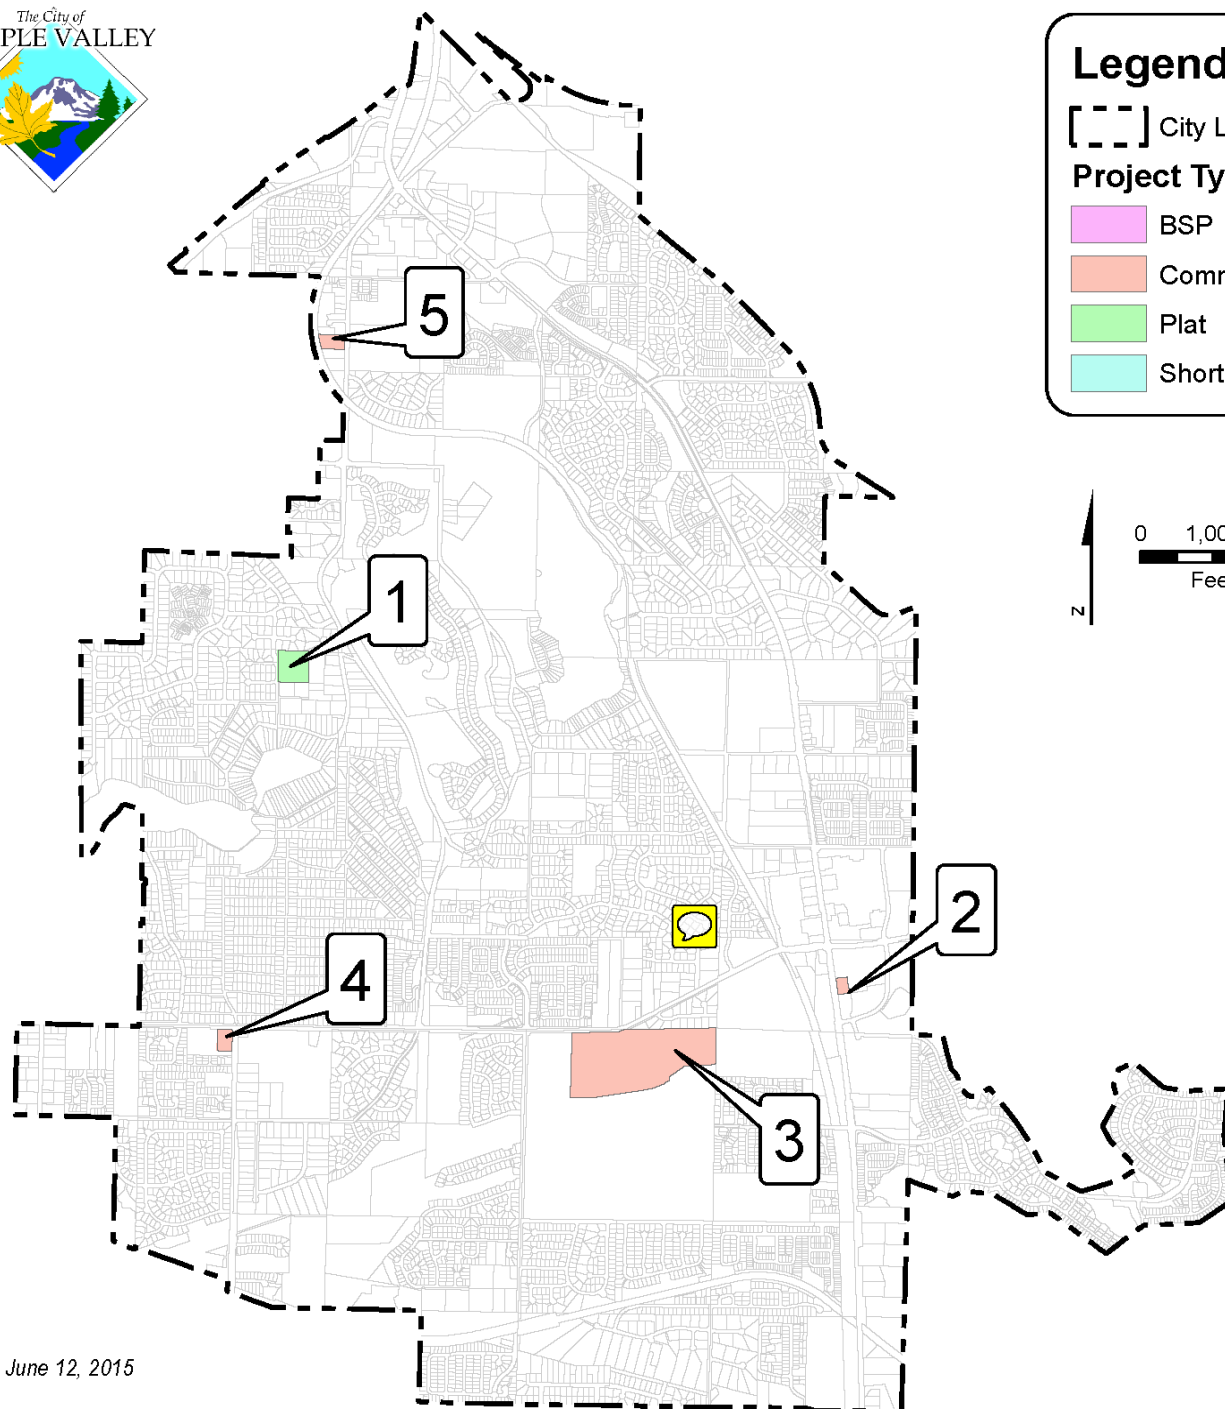 The City of
PLE VALLEY
Legend
City L
Project Ty
BSP
Comm
Plat
Short
0 1,00
Fee
N
5
1
2
4
3
June 12, 2015